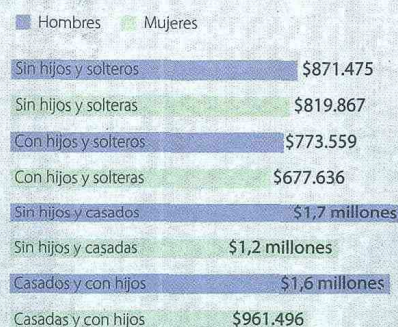 Hombres Mujeres
Sin hijos y solteros $871.475
Sin hijos y solteras $819.867
Con hijos y solteros $773.559
Con hijos y solteras $677.636
Sin hijos y casados $1,7 millones
Sin hijos y casadas $1,2 millones
Casados y con hijos $1,6 millones
Casadas y con hijos $961.496